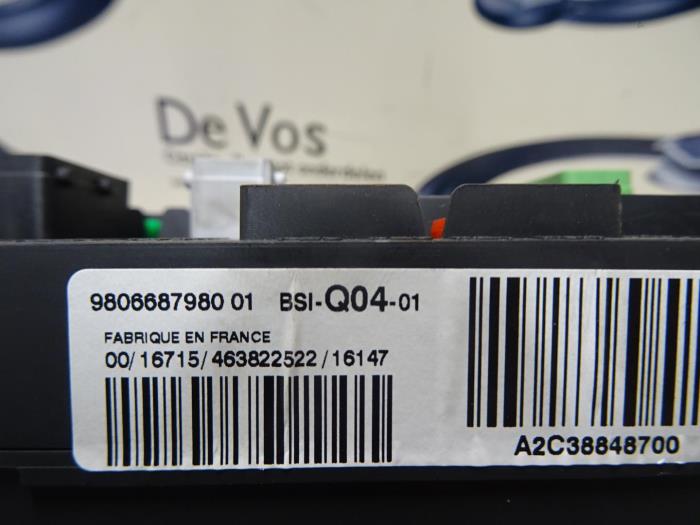 De Vos
9806687980 01 BSI-Q04-01
FABRIQUE EN FRANCE
00/16715/463822522/16147
A2C38848700